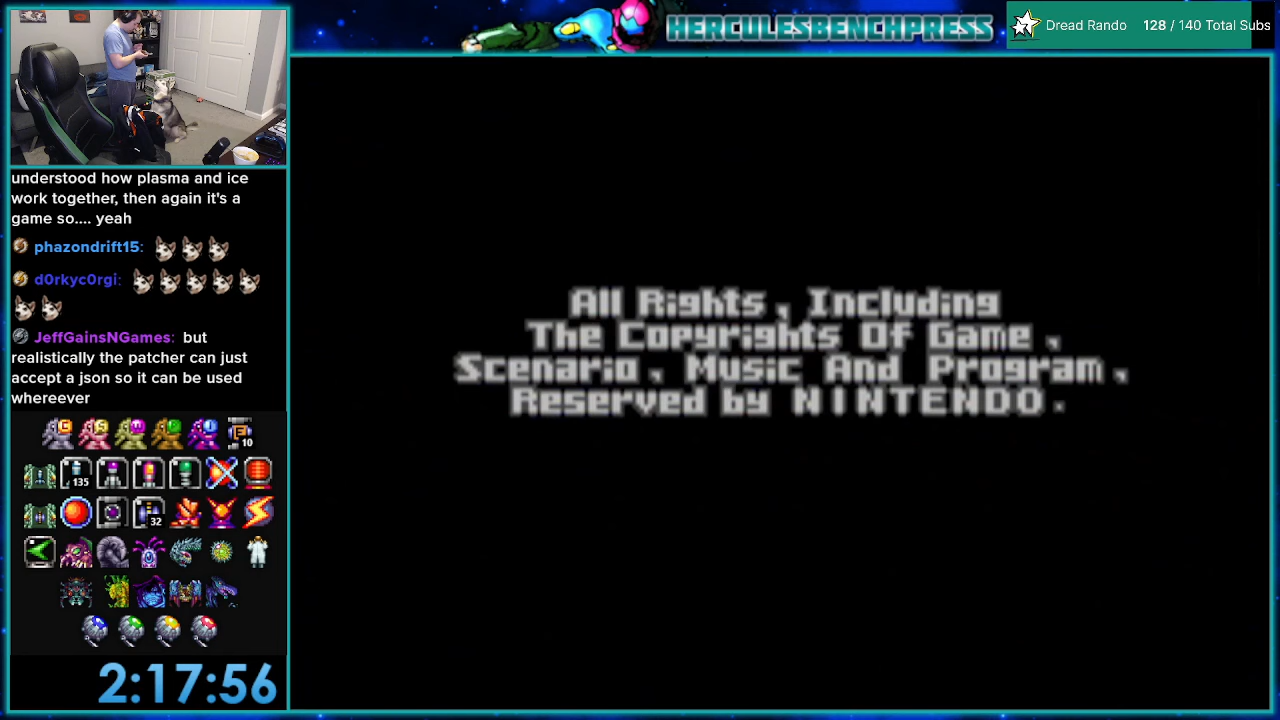 HERCULESBENCHPRESS
Dread Rando 128 / 140 Total Subs
understood how plasma and ice
work together, then again it's a
game so.... yeah
phazondrift15:
d0rkyc0rgi:
JeffGainsNGames: but
realistically the patcher can just
accept a json so it can be used
whereever
All Rights, Including
The Copyrights Of Game,
Scenario, Music And Program,
Reserved by NINTENDO.
C S W P I E 10
135
32
2:17:56